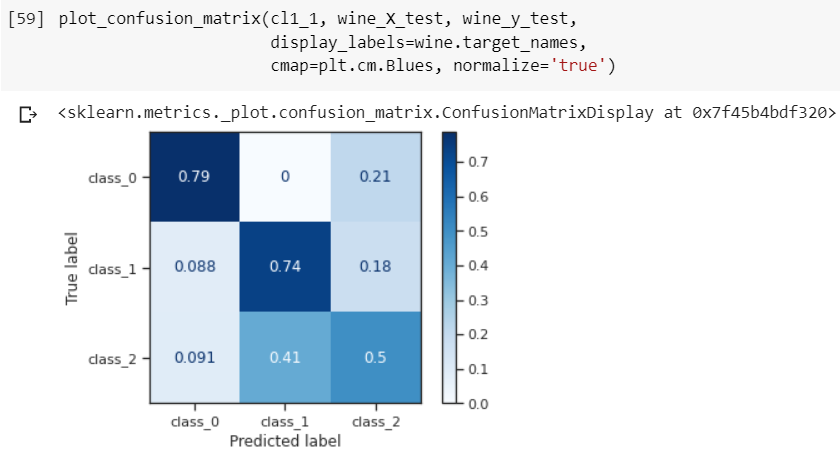 [59] plot_confusion_matrix(cl1_1, wine_X_test, wine_y_test,
display_labels=wine.target_names,
cmap=plt.cm.Blues, normalize='true')
<sklearn.metrics._plot.confusion_matrix.ConfusionMatrixDisplay at 0x7f45b4bdf320>
True label
class_0 0.79 0 0.21
class_1 0.088 0.74 0.18
class_2 0.091 0.41 0.5
class_0 class_1 class_2
Predicted label
0.7
0.6
0.5
0.4
0.3
0.2
0.1
0.0